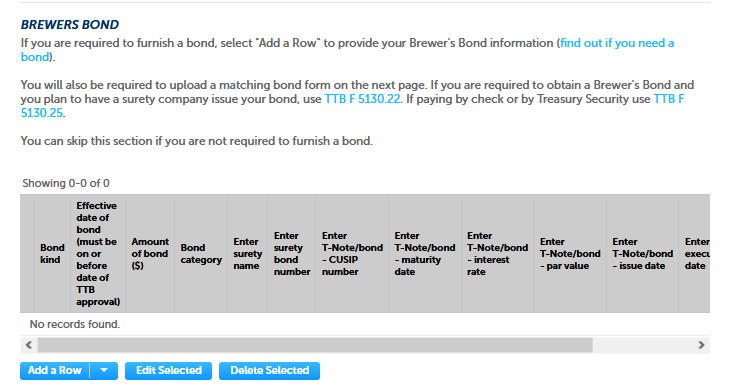 BREWERS BOND
If you are required to furnish a bond, select "Add a Row" to provide your Brewer's Bond information (find out if you need a
bond).
You will also be required to upload a matching bond form on the next page. If you are required to obtain a Brewer's Bond and
you plan to have a surety company issue your bond, use TTB F 5130.22. If paying by check or by Treasury Security use TTB F
5130.25.
You can skip this section if you are not required to furnish a bond.
Showing 0-0 of 0
Bond
kind
Effective
date of
bond
(must be
on or
before
date of
TTB
approval)
Amount
of bond
($)
Bond
category
Enter
surety
name
Enter
surety
bond
number
Enter
T-Note/bond
- CUSIP
number
Enter
T-Note/bond
- maturity
date
Enter
T-Note/bond
- interest
rate
Enter
T-Note/bond
- par value
Enter
T-Note/bond
- issue date
Enter
execu
date
No records found.
Add a Row
Edit Selected
Delete Selected